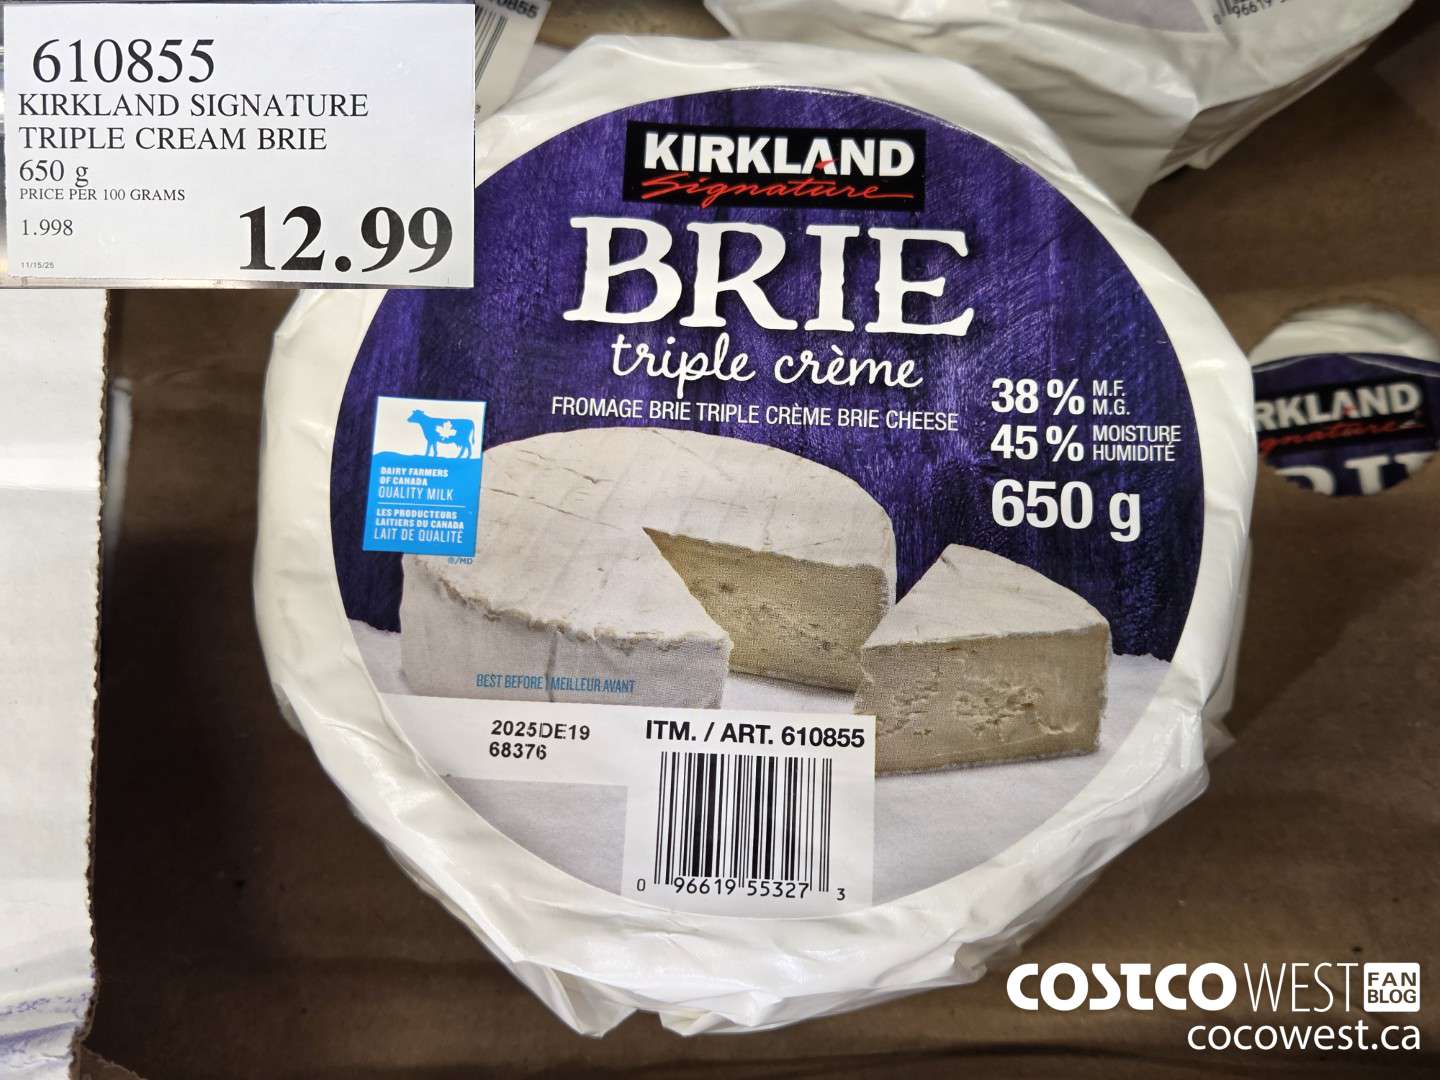 610855
KIRKLAND SIGNATURE
TRIPLE CREAM BRIE
650 g
PRICE PER 100 GRAMS
1.998
12.99
11/15/25
KIRKLAND
Signature
BRIE
triple crème
FROMAGE BRIE TRIPLE CRÈME BRIE CHEESE
38 % M.F.
M.G.
45 % MOISTURE
HUMIDITÉ
650 g
DAIRY FARMERS
OF CANADA
QUALITY MILK
LES PRODUCTEURS
LAITIERS DU CANADA
LAIT DE QUALITÉ
®/MD
BEST BEFORE | MEILLEUR AVANT
2025DE19
68376
ITM. / ART. 610855
0 96619 55327 3
COSTCO WEST FAN
BLOG
cocowest.ca